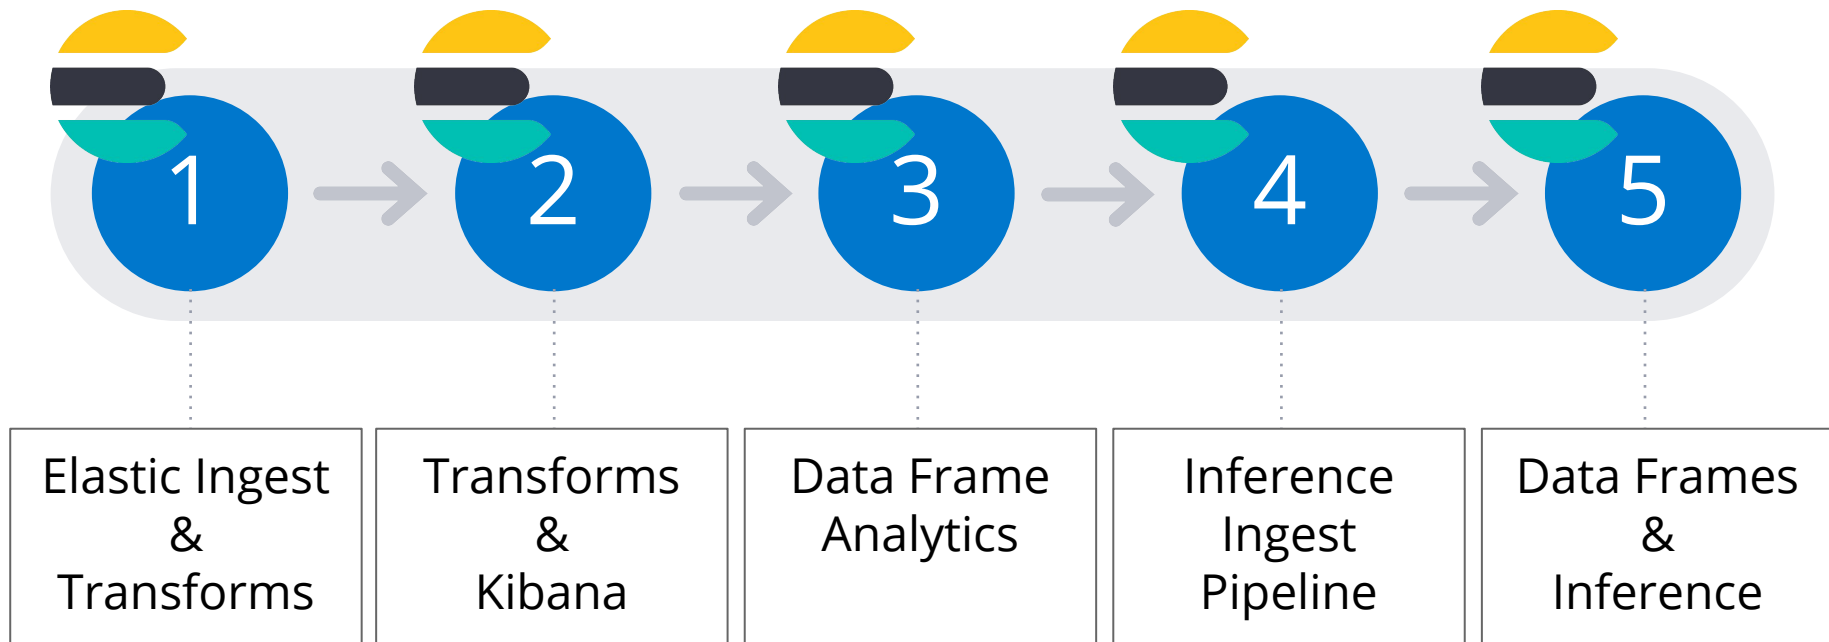 1
2
3
4
5
Elastic Ingest
&
Transforms
Transforms
&
Kibana
Data Frame
Analytics
Inference
Ingest
Pipeline
Data Frames
&
Inference